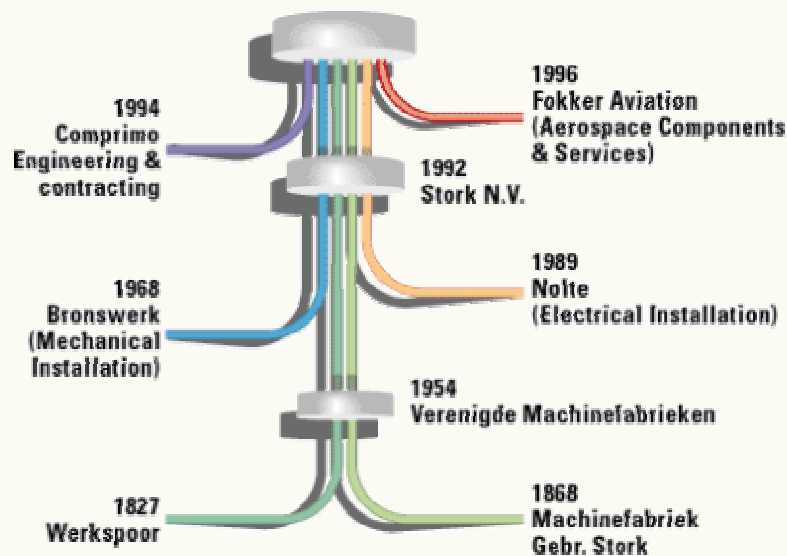 1996
Fokker Aviation
(Aerospace Components
& Services)
1994
Comprimo
Engineering &
contracting
1992
Stork N.V.
1989
Nolte
(Electrical Installation)
1968
Bronswerk
(Mechanical
Installation)
1954
Verenigde Machinefabrieken
1827
Werkspoor
1868
Machinefabriek
Gebr. Stork